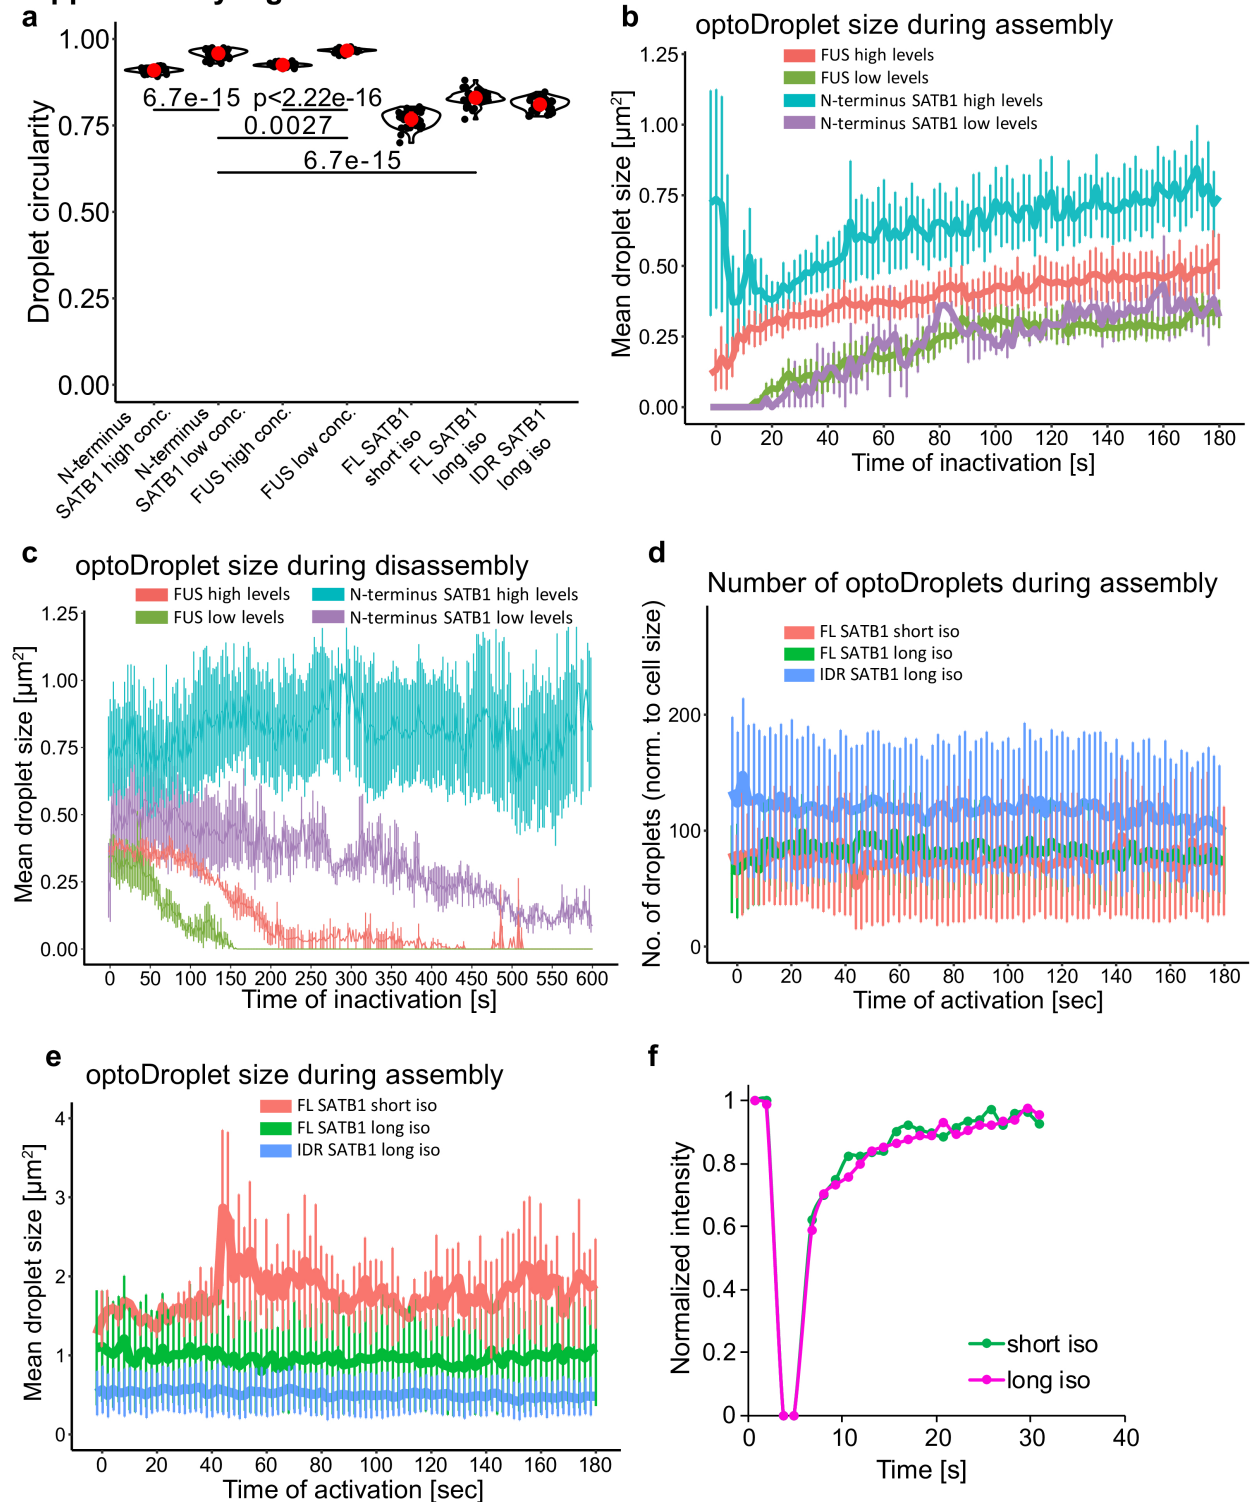 a
1.00
0.75
0.50
0.25
0.00
Droplet circularity
6.7e-15
p<2.22e-16
0.0027
6.7e-15
N-terminus
SATB1 high conc.
N-terminus
SATB1 low conc.
FUS high conc.
FUS low conc.
FL SATB1
short iso
FL SATB1
long iso
IDR SATB1
long iso
b
optoDroplet size during assembly
FUS high levels
FUS low levels
N-terminus SATB1 high levels
N-terminus SATB1 low levels
Mean droplet size [µm²]
1.25
1.00
0.75
0.50
0.25
0.00
0 20 40 60 80 100 120 140 160 180
Time of inactivation [s]
c
optoDroplet size during disassembly
FUS high levels
FUS low levels
N-terminus SATB1 high levels
N-terminus SATB1 low levels
Mean droplet size [µm²]
1.25
1.00
0.75
0.50
0.25
0.00
0 50 100 150 200 250 300 350 400 450 500 550 600
Time of inactivation [s]
d
Number of optoDroplets during assembly
FL SATB1 short iso
FL SATB1 long iso
IDR SATB1 long iso
No. of droplets (norm. to cell size)
200
100
0
0 20 40 60 80 100 120 140 160 180
Time of activation [sec]
e
optoDroplet size during assembly
FL SATB1 short iso
FL SATB1 long iso
IDR SATB1 long iso
Mean droplet size [µm²]
4
3
2
1
0
0 20 40 60 80 100 120 140 160 180
Time of activation [sec]
f
Normalized intensity
1
0.8
0.6
0.4
0.2
0
short iso
long iso
0 10 20 30 40
Time [s]